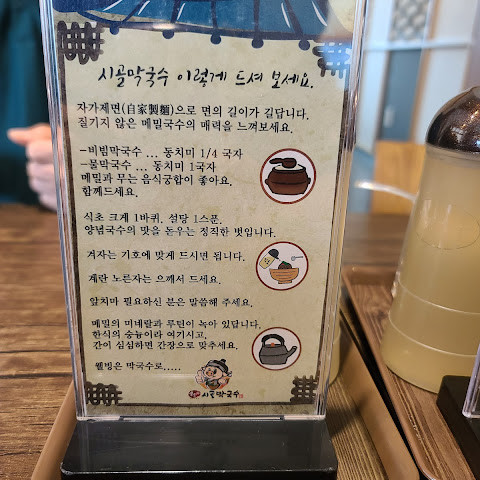 시골막국수 이렇게 드셔 보세요.
자가제면(自家製麵)으로 면의 길이가 길답니다.
질기지 않은 메밀국수의 매력을 느껴보세요.
-비빔막국수 ... 동치미 1/4 국자
-물막국수 ... 동치미 1국자
메밀과 무는 음식궁합이 좋아요.
함께드세요.
식초 크게 1바퀴. 설탕 1스푼.
양념국수의 맛을 돋우는 정직한 벗입니다.
겨자는 기호에 맞게 드시면 됩니다.
계란 노른자는 으깨서 드세요.
앞치마 필요하신 분은 말씀해 주세요.
메밀의 미네랄과 루틴이 녹아 있답니다.
한식의 숭늉이라 여기시고,
간이 심심하면 간장으로 맞추세요.
웰빙은 막국수로.....
시골막국수